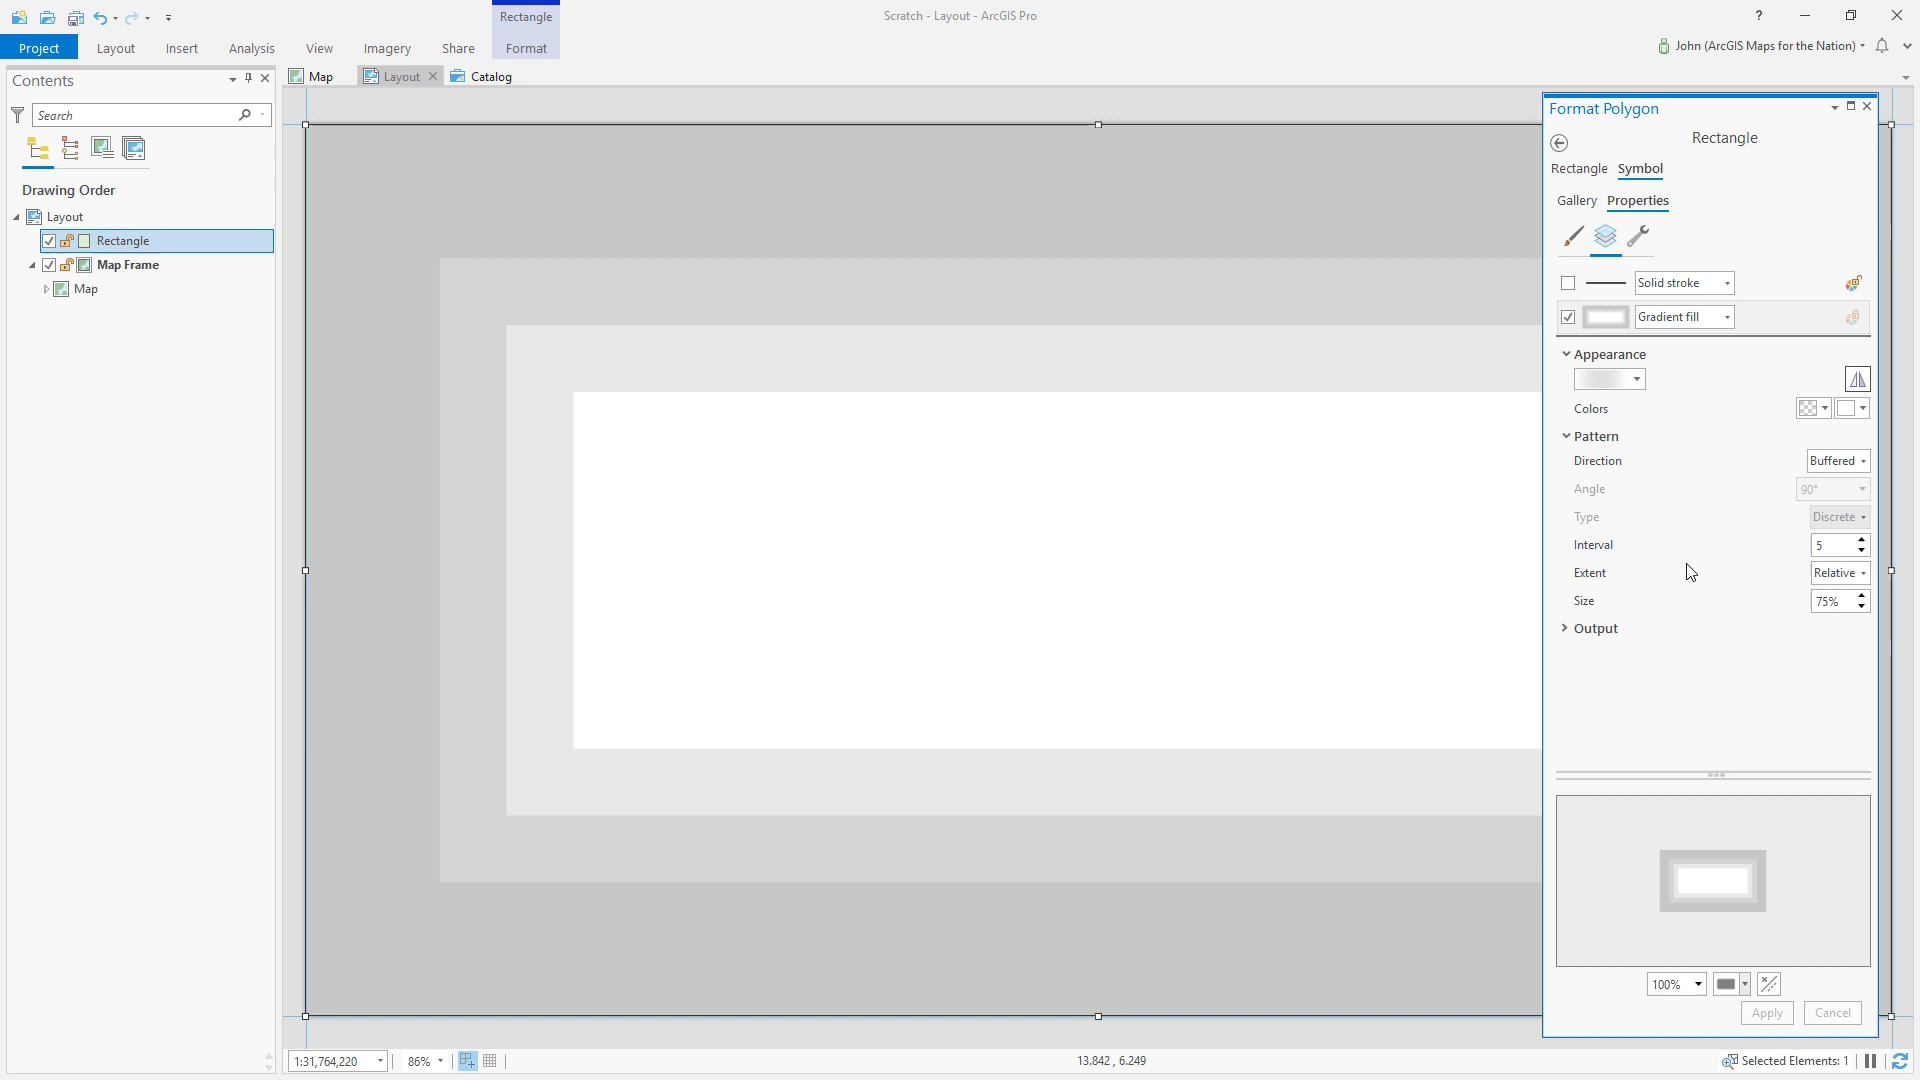 Rectangle
Scratch - Layout - ArcGIS Pro
?
Project
Layout
Insert
Analysis
View
Imagery
Share
Format
John (ArcGIS Maps for the Nation)
Contents
Map
Layout
Catalog
Search
Drawing Order
Layout
Rectangle
Map Frame
Map
Format Polygon
Rectangle
Rectangle
Symbol
Gallery
Properties
Solid stroke
Gradient fill
Appearance
Colors
Pattern
Direction
Buffered
Angle
90°
Type
Discrete
Interval
5
Extent
Relative
Size
75%
Output
100%
Apply
Cancel
1:31,764,220
86%
13.842 , 6.249
Selected Elements: 1